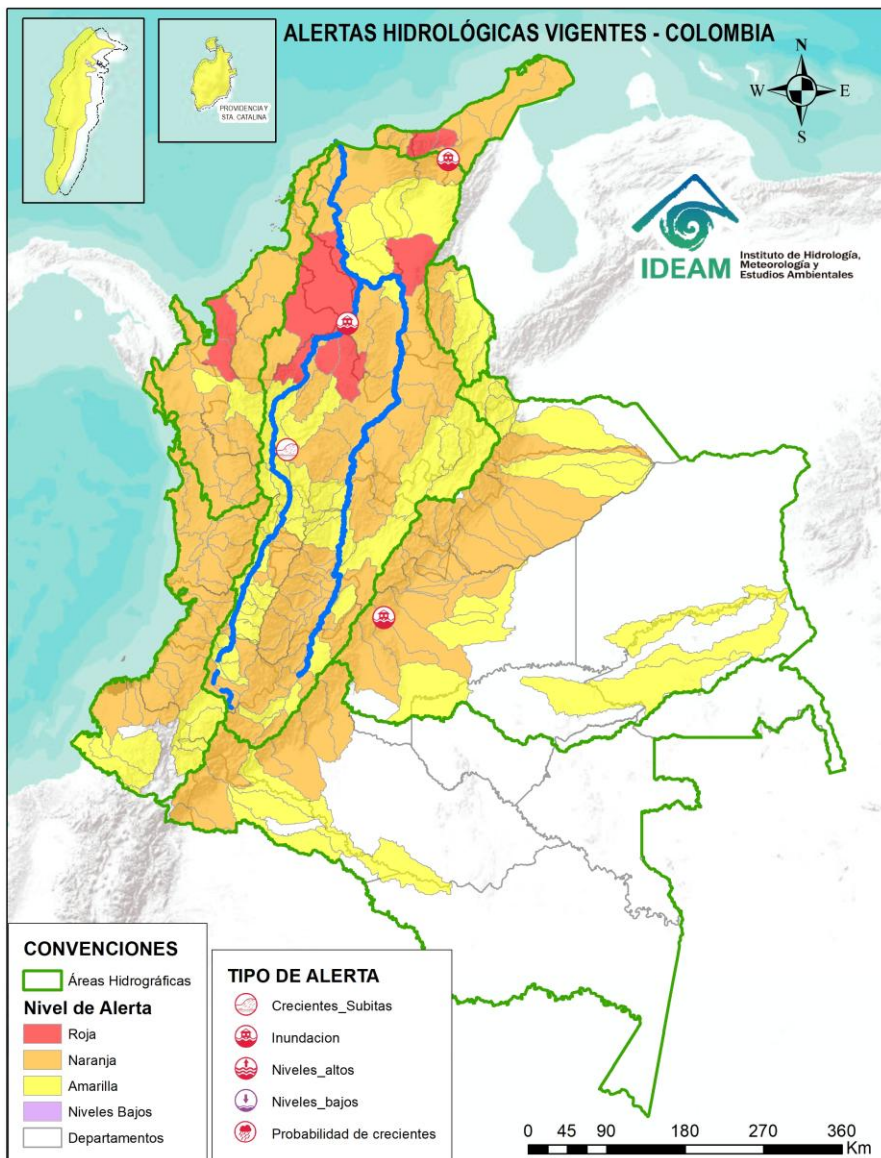 ALERTAS HIDROLÓGICAS VIGENTES - COLOMBIA
PROVIDENCIA Y
STA. CATALINA
N
W
E
S
IDEAM
Instituto de Hidrología,
Meteorología y
Estudios Ambientales
CONVENCIONES
Áreas Hidrográficas
Nivel de Alerta
Roja
Naranja
Amarilla
Niveles Bajos
Departamentos
TIPO DE ALERTA
Crecientes_Subitas
Inundacion
Niveles_altos
Niveles_bajos
Probabilidad de crecientes
0 45 90 180 270 360
Km